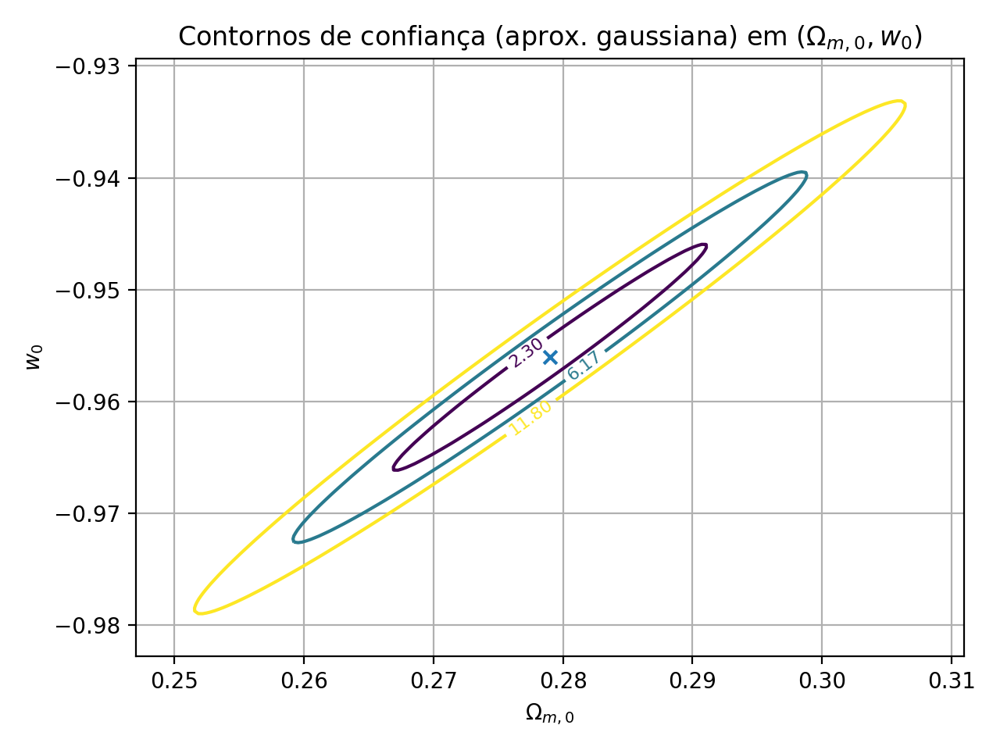 Contornos de confiança (aprox. gaussiana) em (Ωm,0, w0)
−0.93
−0.94
−0.95
−0.96
−0.97
−0.98
w0
2.30
6.17
11.80
0.25 0.26 0.27 0.28 0.29 0.30 0.31
Ωm,0